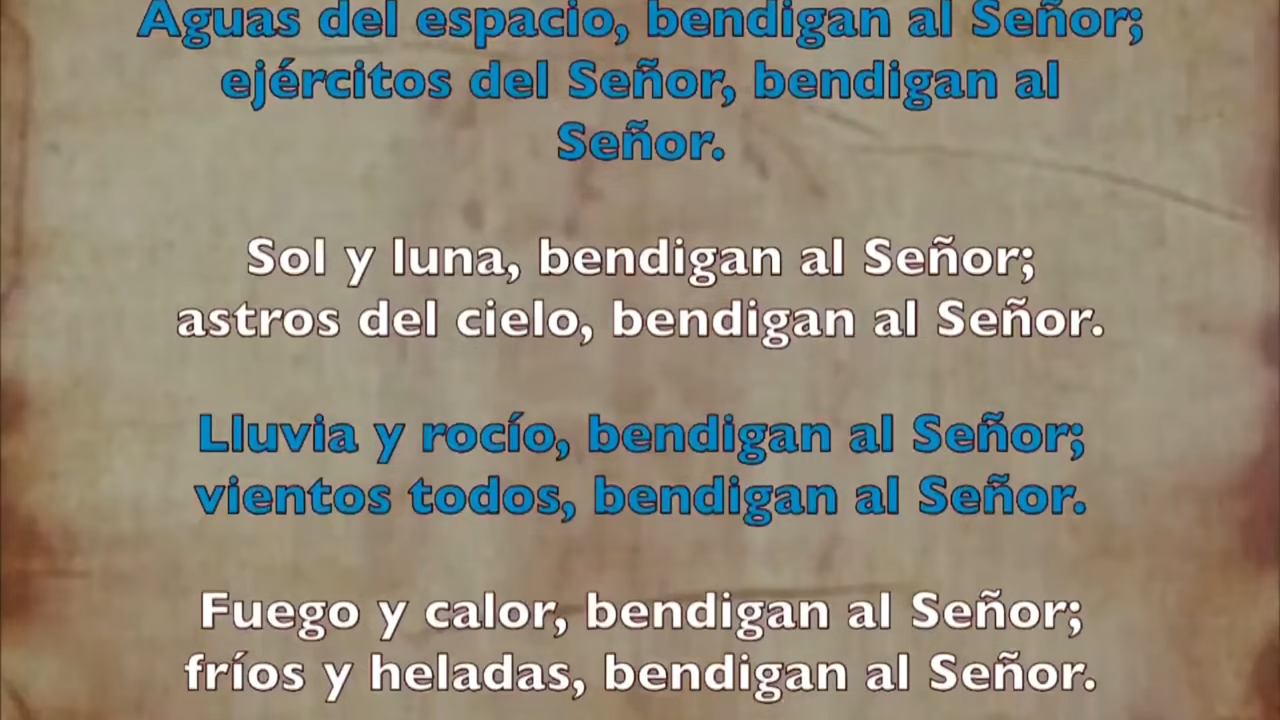 Aguas del espacio, bendigan al Señor;
ejércitos del Señor, bendigan al
Señor.
Sol y luna, bendigan al Señor;
astros del cielo, bendigan al Señor.
Lluvia y rocío, bendigan al Señor;
vientos todos, bendigan al Señor.
Fuego y calor, bendigan al Señor;
fríos y heladas, bendigan al Señor.